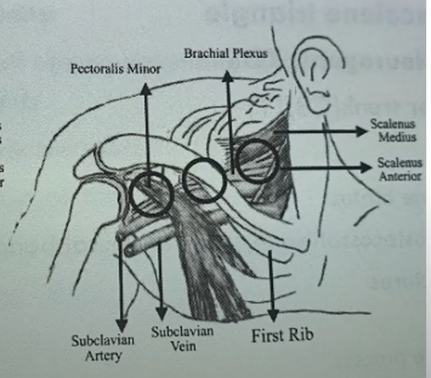 Brachial Plexus
Pectoralis Minor
Scalenus
Medius
Scalenus
Anterior
Subclavian
Artery
Subclavian
Vein
First Rib